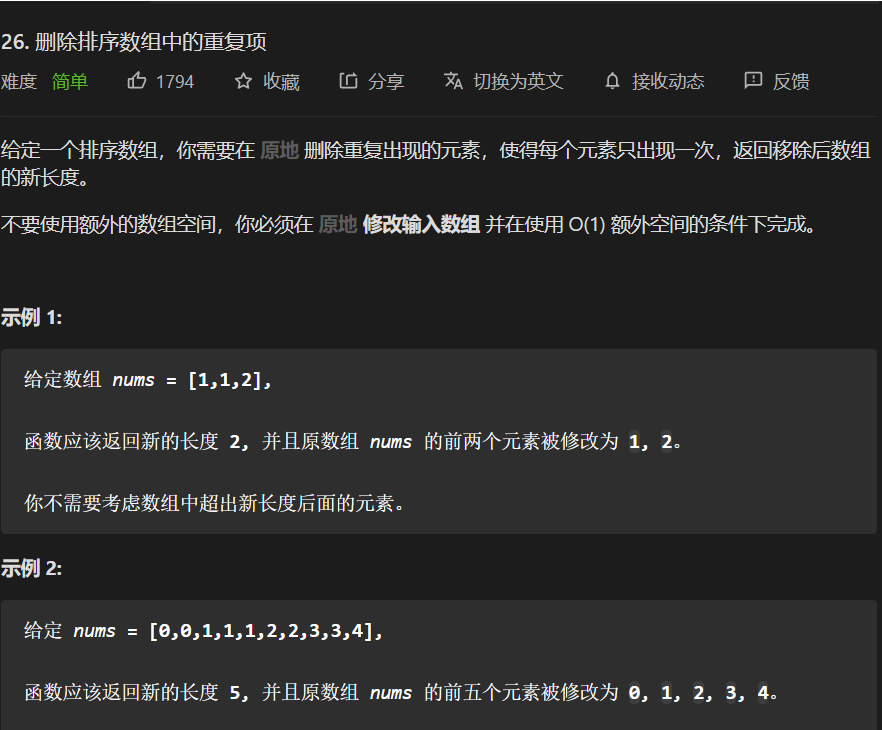 26. 删除排序数组中的重复项
难度 简单 1794 收藏 分享 切换为英文 接收动态 反馈
给定一个排序数组，你需要在 原地 删除重复出现的元素，使得每个元素只出现一次，返回移除后数组
的新长度。
不要使用额外的数组空间，你必须在 原地 修改输入数组 并在使用 O(1) 额外空间的条件下完成。
示例 1:
给定数组 nums = [1,1,2],
函数应该返回新的长度 2, 并且原数组 nums 的前两个元素被修改为 1, 2。
你不需要考虑数组中超出新长度后面的元素。
示例 2:
给定 nums = [0,0,1,1,1,2,2,3,3,4],
函数应该返回新的长度 5, 并且原数组 nums 的前五个元素被修改为 0, 1, 2, 3, 4。